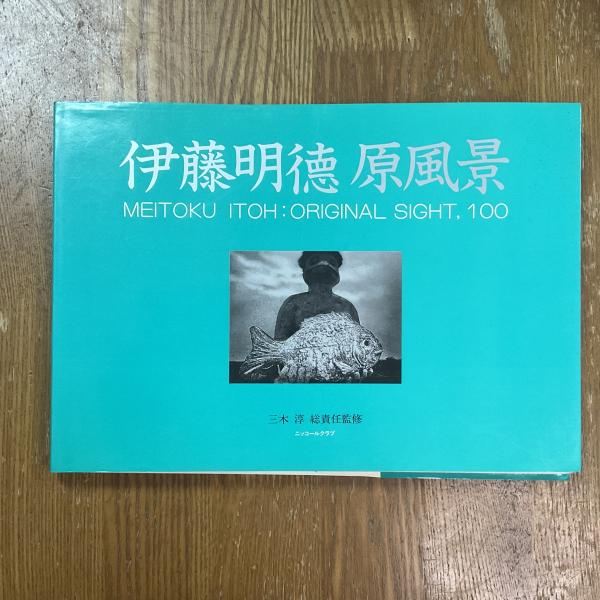 伊藤明徳 原風景
MEITOKU ITOH:ORIGINAL SIGHT, 100
三木 淳 総責任監修
ニッコールクラブ